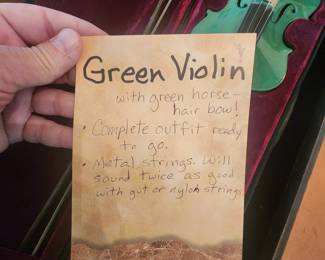 Green Violin
with green horse-
hair bow!
• Complete outfit ready
to go.
• Metal strings. Will
sound twice as good
with gut or nylon strings